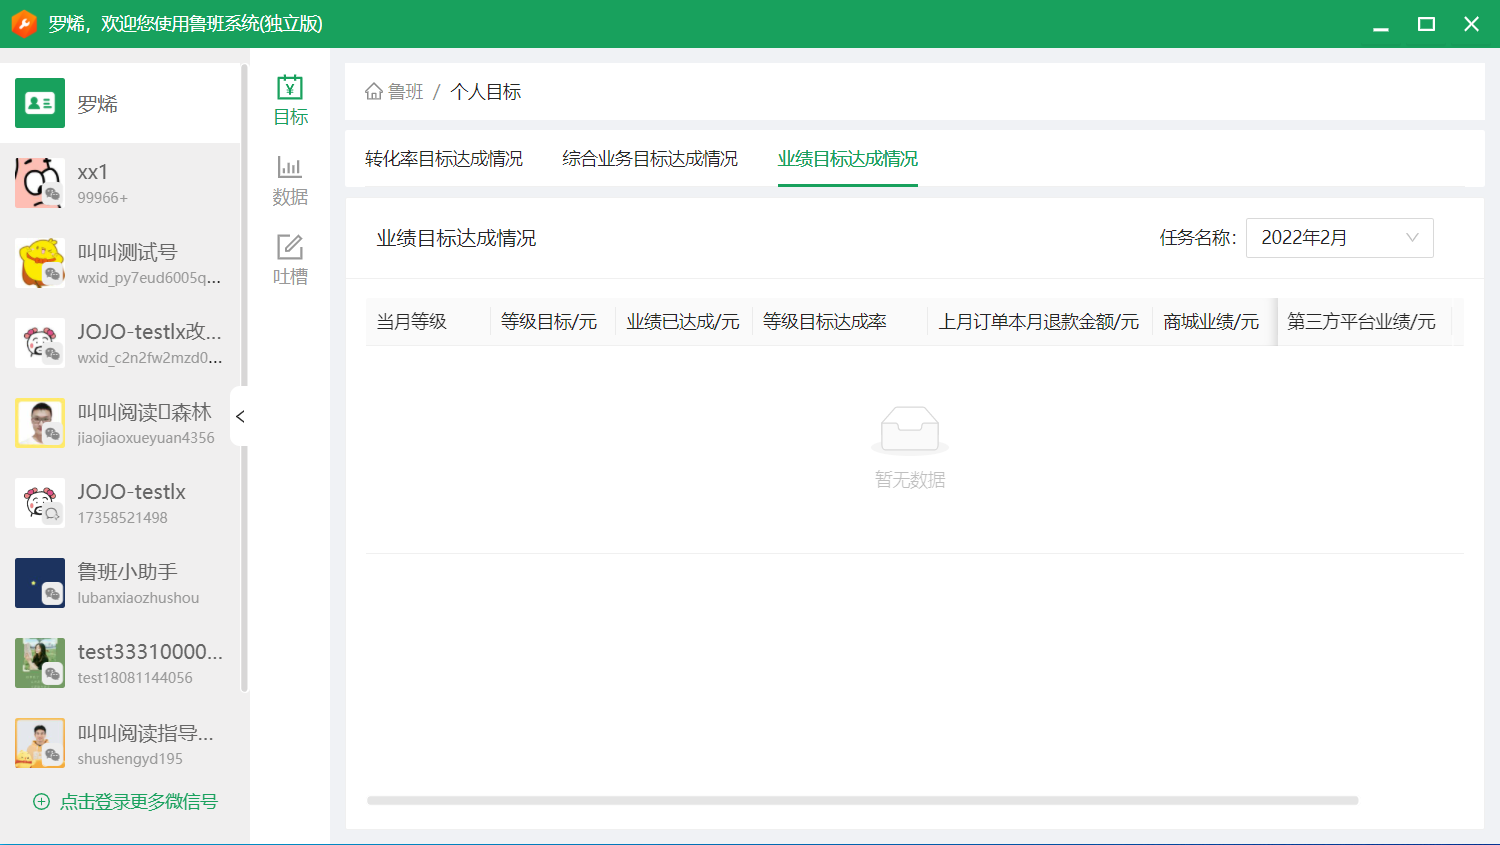 罗烯，欢迎您使用鲁班系统(独立版)
罗烯
xx1
99966+
叫叫测试号
wxid_py7eud6005q...
JOJO-testlx改...
wxid_c2n2fw2mzd0...
叫叫阅读▯森林
jiaojiaoxueyuan4356
JOJO-testlx
17358521498
鲁班小助手
lubanxiaozhushou
test33310000...
test18081144056
叫叫阅读指导...
shushengyd195
点击登录更多微信号
目标
数据
吐槽
鲁班 / 个人目标
转化率目标达成情况 综合业务目标达成情况 业绩目标达成情况
业绩目标达成情况 任务名称： 2022年2月
当月等级 等级目标/元 业绩已达成/元 等级目标达成率 上月订单本月退款金额/元 商城业绩/元 第三方平台业绩/元
暂无数据